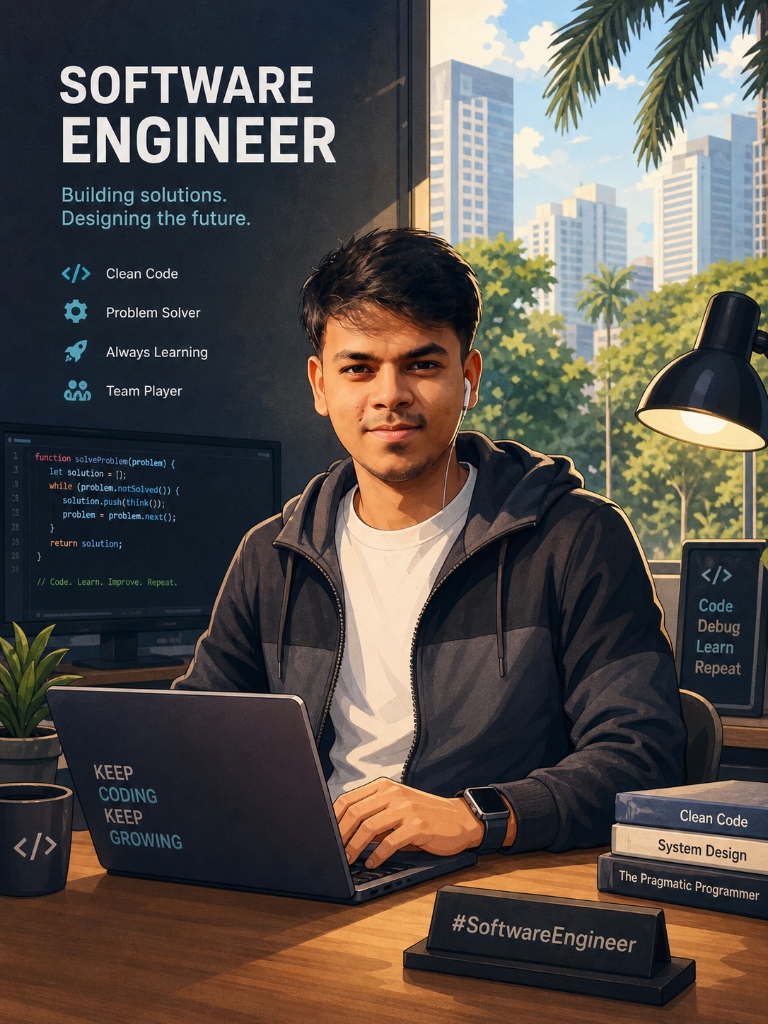 SOFTWARE
ENGINEER
Building solutions.
Designing the future.
</> Clean Code
Problem Solver
Always Learning
Team Player
function solveProblem(problem) {
let solution = [];
while (problem.notSolved()) {
solution.push(think());
problem = problem.next();
}
return solution;
}
// Code. Learn. Improve. Repeat.
</>
Code
Debug
Learn
Repeat
KEEP
CODING
KEEP
GROWING
</>
Clean Code
System Design
The Pragmatic Programmer
#SoftwareEngineer